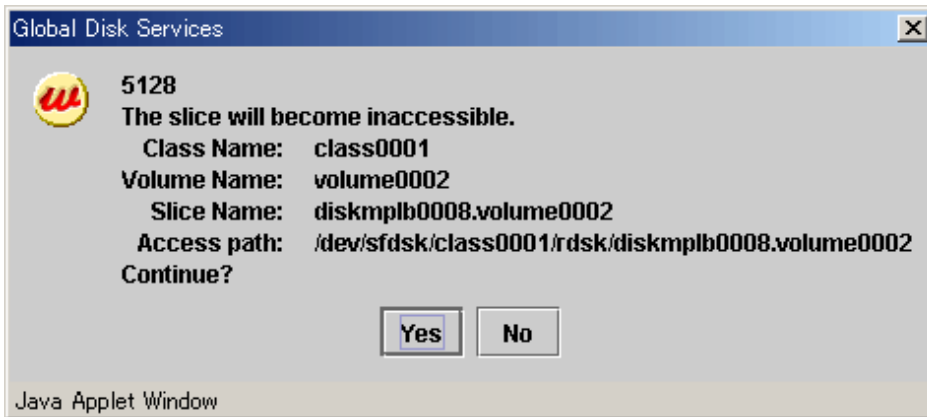 Global Disk Services
5128
The slice will become inaccessible.
Class Name: class0001
Volume Name: volume0002
Slice Name: diskmplb0008.volume0002
Access path: /dev/sfdsk/class0001/rdsk/diskmplb0008.volume0002
Continue?
Yes No
Java Applet Window